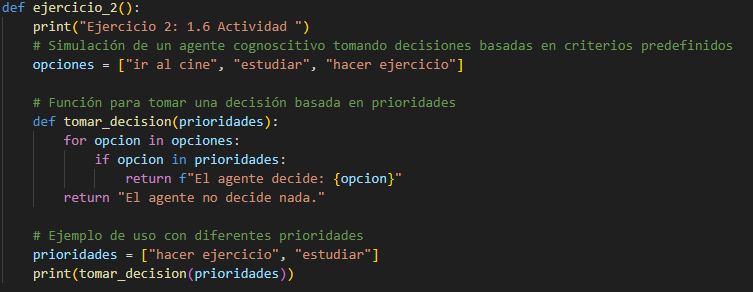 def ejercicio_2():
    print("Ejercicio 2: 1.6 Actividad ")
    # Simulación de un agente cognoscitivo tomando decisiones basadas en criterios predefinidos
    opciones = ["ir al cine", "estudiar", "hacer ejercicio"]

    # Función para tomar una decisión basada en prioridades
    def tomar_decision(prioridades):
        for opcion in opciones:
            if opcion in prioridades:
                return f"El agente decide: {opcion}"
        return "El agente no decide nada."

    # Ejemplo de uso con diferentes prioridades
    prioridades = ["hacer ejercicio", "estudiar"]
    print(tomar_decision(prioridades))